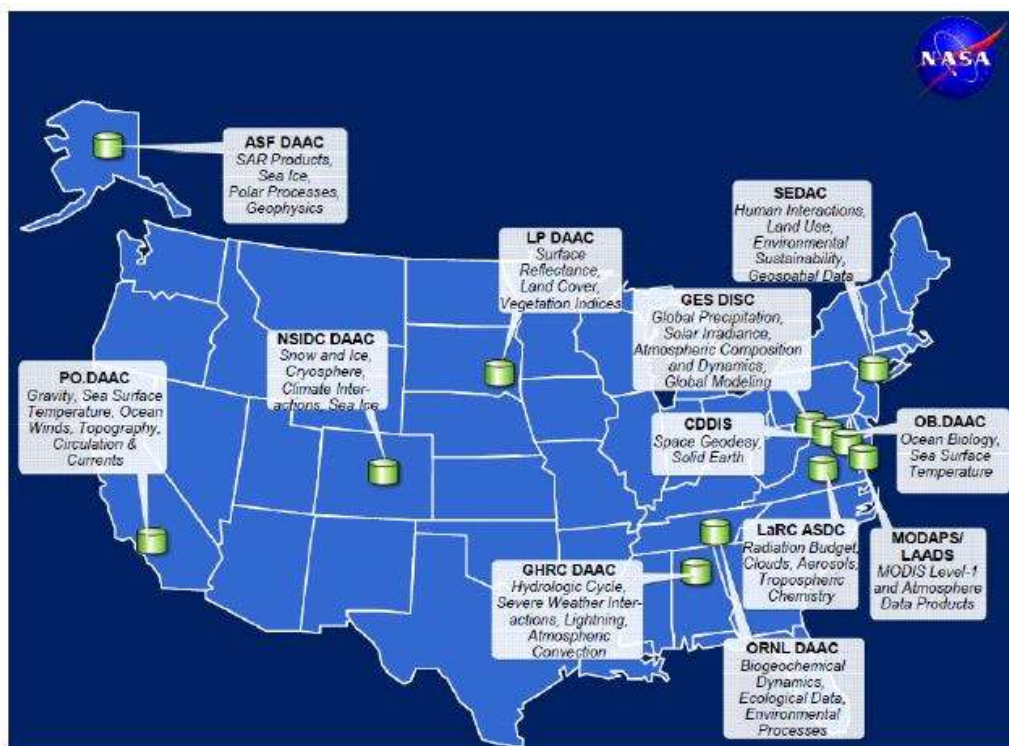 NASA
ASF DAAC
SAR Products,
Sea Ice,
Polar Processes,
Geophysics
SEDAC
Human Interactions,
Land Use,
Environmental
Sustainability,
Geospatial Data
LP DAAC
Surface
Reflectance,
Land Cover,
Vegetation Indices
GES DISC
Global Precipitation,
Solar Irradiance,
Atmospheric Composition
and Dynamics,
Global Modeling
NSIDC DAAC
Snow and Ice,
Cryosphere,
Climate Inter-
actions, Sea Ice
PO.DAAC
Gravity, Sea Surface
Temperature, Ocean
Winds, Topography,
Circulation &
Currents
CDDIS
Space Geodesy,
Solid Earth
OB.DAAC
Ocean Biology,
Sea Surface
Temperature
LaRC ASDC
Radiation Budget,
Clouds, Aerosols,
Tropospheric
Chemistry
MODAPS/
LAADS
MODIS Level-1
and Atmosphere
Data Products
GHRC DAAC
Hydrologic Cycle,
Severe Weather Inter-
actions, Lightning,
Atmospheric
Convection
ORNL DAAC
Biogeochemical
Dynamics,
Ecological Data,
Environmental
Processes